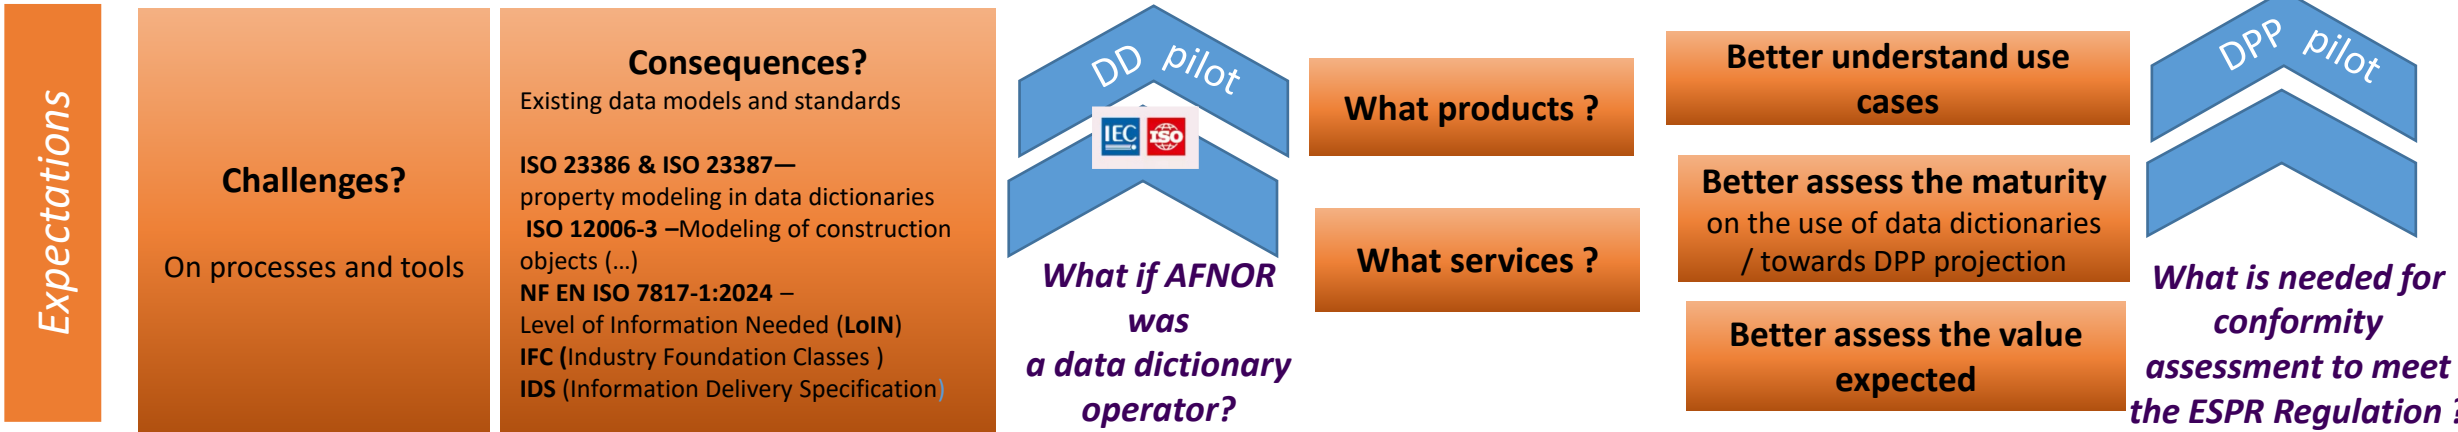 Expectations
Challenges?
On processes and tools
Consequences?
Existing data models and standards
ISO 23386 & ISO 23387—
property modeling in data dictionaries
ISO 12006-3 –Modeling of construction
objects (…)
NF EN ISO 7817-1:2024 –
Level of Information Needed (LoIN)
IFC (Industry Foundation Classes )
IDS (Information Delivery Specification)
DD pilot
IEC ISO
What if AFNOR
was
a data dictionary
operator?
What products ?
What services ?
Better understand use
cases
Better assess the maturity
on the use of data dictionaries
/ towards DPP projection
Better assess the value
expected
DPP pilot
What is needed for
conformity
assessment to meet
the ESPR Regulation ?